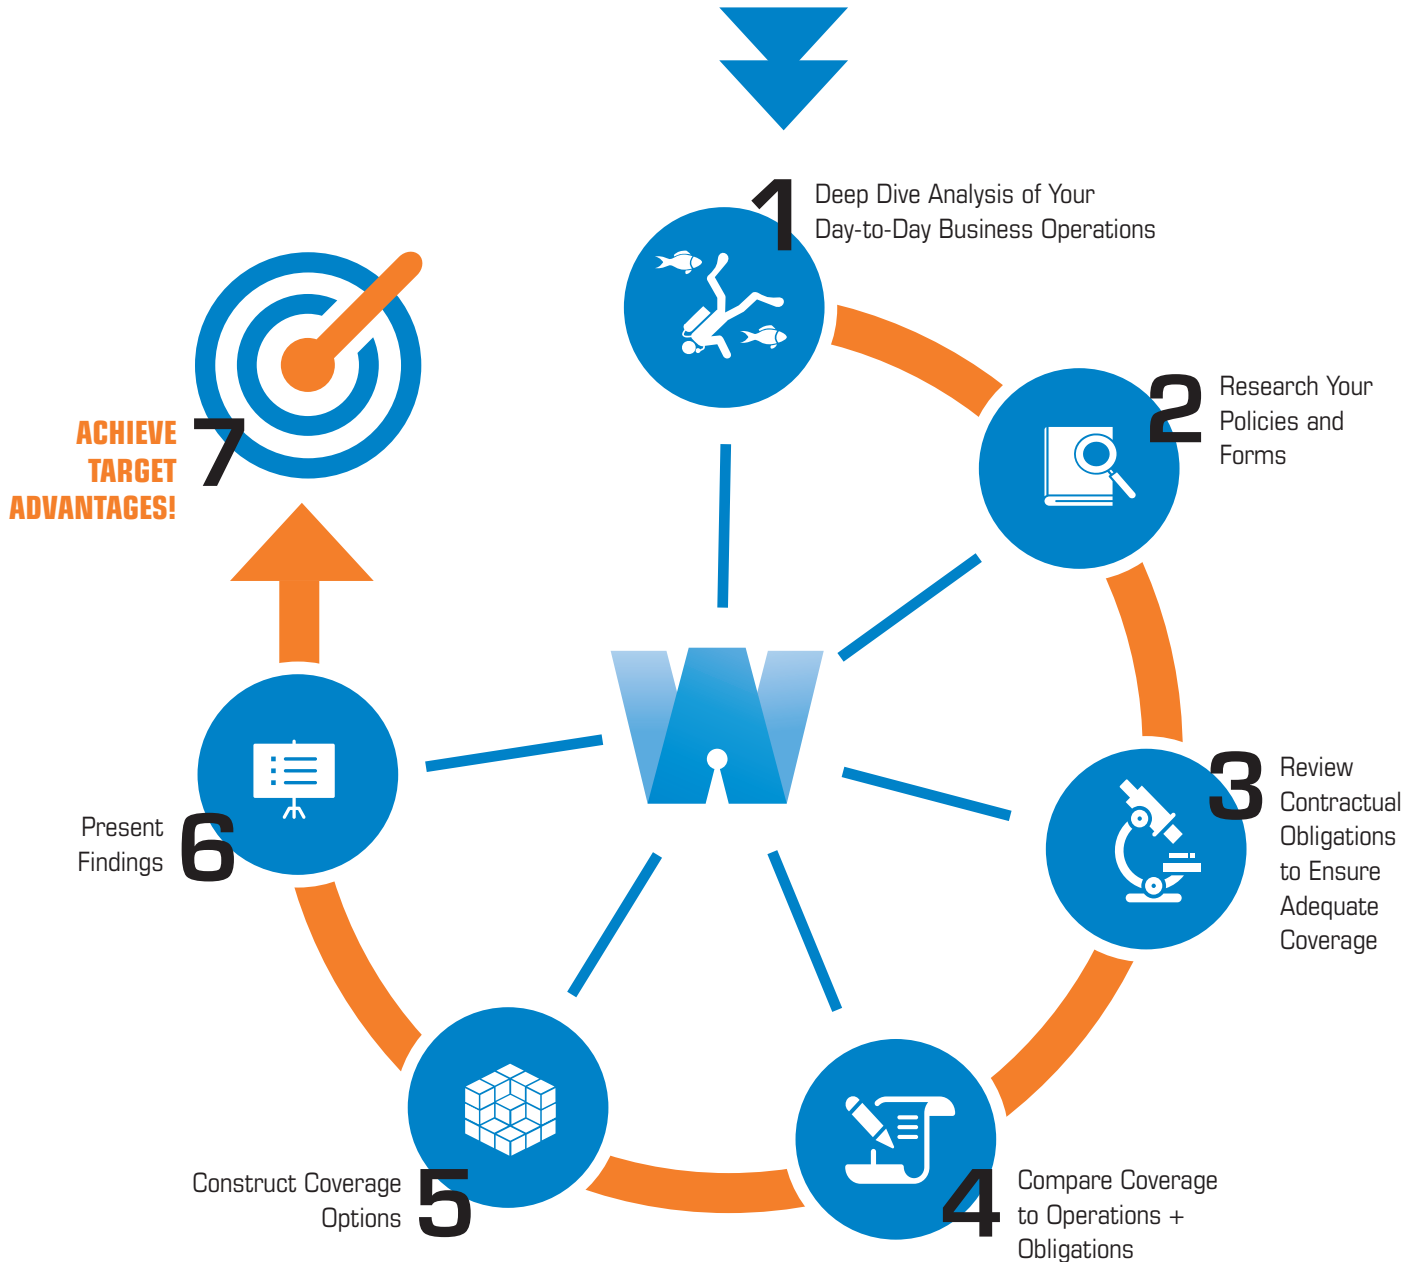 1
Deep Dive Analysis of Your
Day-to-Day Business Operations
2
Research Your
Policies and
Forms
3
Review
Contractual
Obligations
to Ensure
Adequate
Coverage
4
Compare Coverage
to Operations +
Obligations
5
Construct Coverage
Options
6
Present
Findings
7
ACHIEVE
TARGET
ADVANTAGES!
W